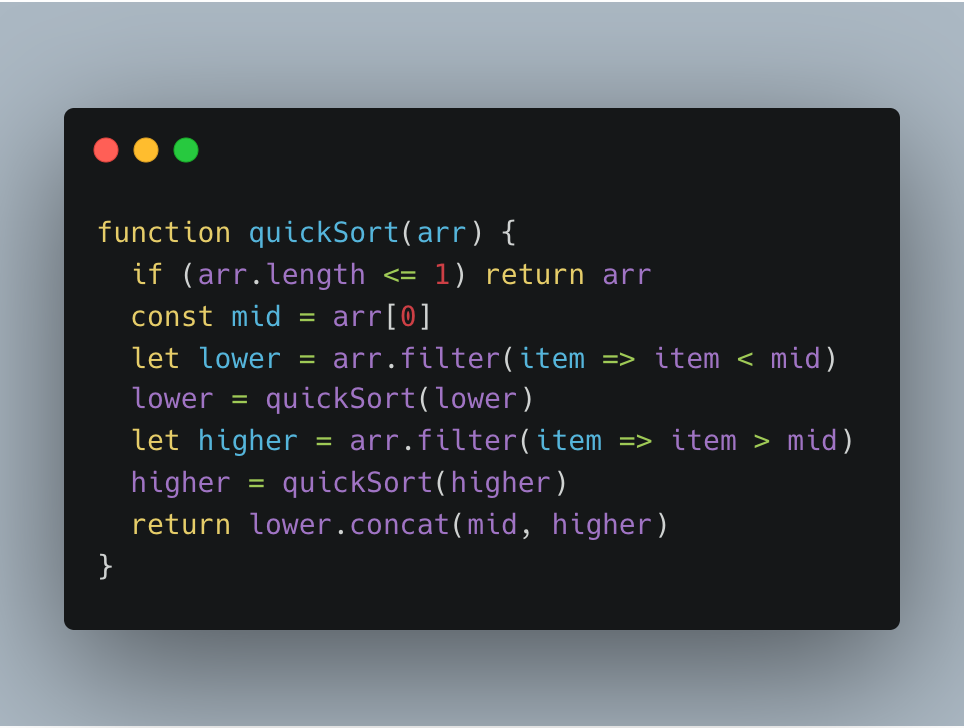 function quickSort(arr) {
  if (arr.length <= 1) return arr
  const mid = arr[0]
  let lower = arr.filter(item => item < mid)
  lower = quickSort(lower)
  let higher = arr.filter(item => item > mid)
  higher = quickSort(higher)
  return lower.concat(mid, higher)
}